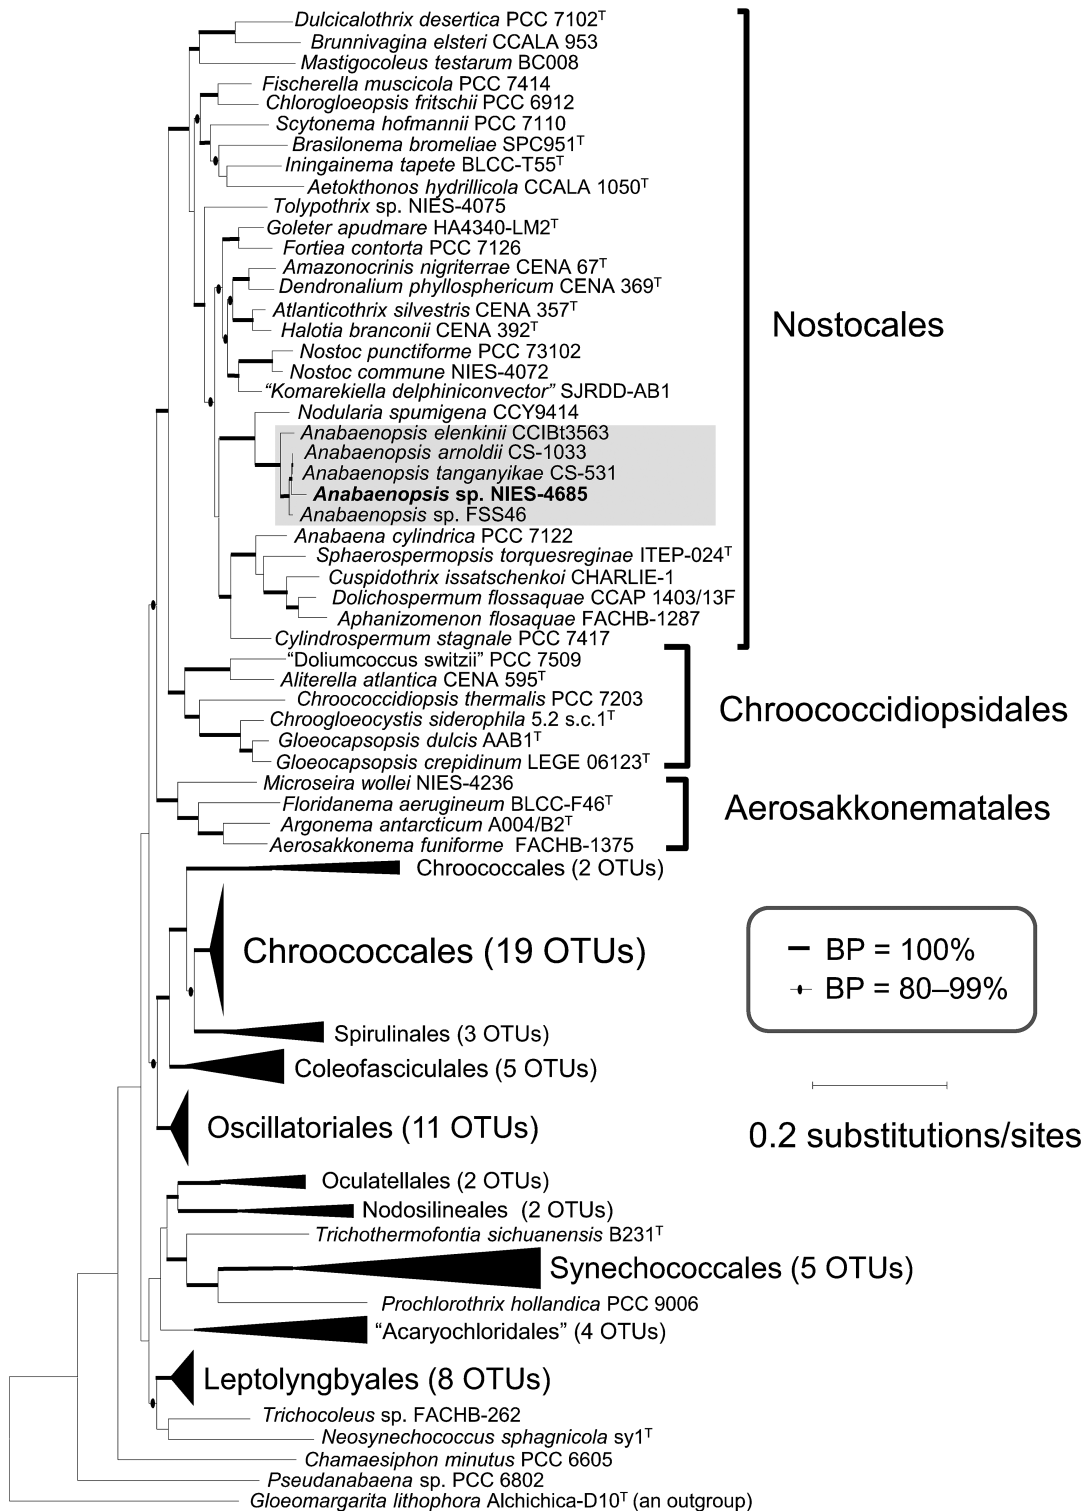 Dulcicalothrix desertica PCC 7102ᵀ
Brunnivagina elsteri CCALA 953
Mastigocoleus testarum BC008
Fischerella muscicola PCC 7414
Chlorogloeopsis fritschii PCC 6912
Scytonema hofmannii PCC 7110
Brasilonema bromeliae SPC951ᵀ
Iningainema tapete BLCC-T55ᵀ
Aetokthonos hydrillicola CCALA 1050ᵀ
Tolypothrix sp. NIES-4075
Goleter apudmare HA4340-LM2ᵀ
Fortiea contorta PCC 7126
Amazonocrinis nigriterrae CENA 67ᵀ
Dendronalium phyllosphericum CENA 369ᵀ
Atlanticothrix silvestris CENA 357ᵀ
Halotia branconii CENA 392ᵀ
Nostocales
Nostoc punctiforme PCC 73102
Nostoc commune NIES-4072
“Komarekiella delphiniconvector” SJRDD-AB1
Nodularia spumigena CCY9414
Anabaenopsis elenkinii CCIBt3563
Anabaenopsis arnoldii CS-1033
Anabaenopsis tanganyikae CS-531
Anabaenopsis sp. NIES-4685
Anabaenopsis sp. FSS46
Anabaena cylindrica PCC 7122
Sphaerospermopsis torquesreginae ITEP-024ᵀ
Cuspidothrix issatschenkoi CHARLIE-1
Dolichospermum flossaquae CCAP 1403/13F
Aphanizomenon flosaquae FACHB-1287
Cylindrospermum stagnale PCC 7417
“Doliumcoccus switzii” PCC 7509
Aliterella atlantica CENA 595ᵀ
Chroococcidiopsis thermalis PCC 7203
Chroococcidiopsidales
Chroogloeocystis siderophila 5.2 s.c.1ᵀ
Gloeocapsopsis dulcis AAB1ᵀ
Gloeocapsopsis crepidinum LEGE 06123ᵀ
Microseira wollei NIES-4236
Floridanema aerugineum BLCC-F46ᵀ
Aerosakkonematales
Argonema antarcticum A004/B2ᵀ
Aerosakkonema funiforme FACHB-1375
Chroococcales (2 OTUs)
Chroococcales (19 OTUs)
BP = 100%
BP = 80–99%
Spirulinales (3 OTUs)
Coleofasciculales (5 OTUs)
Oscillatoriales (11 OTUs)
0.2 substitutions/sites
Oculatellales (2 OTUs)
Nodosilineales (2 OTUs)
Trichothermofontia sichuanensis B231ᵀ
Synechococcales (5 OTUs)
Prochlorothrix hollandica PCC 9006
“Acaryochloridales” (4 OTUs)
Leptolyngbyales (8 OTUs)
Trichocoleus sp. FACHB-262
Neosynechococcus sphagnicola sy1ᵀ
Chamaesiphon minutus PCC 6605
Pseudanabaena sp. PCC 6802
Gloeomargarita lithophora Alchichica-D10ᵀ (an outgroup)